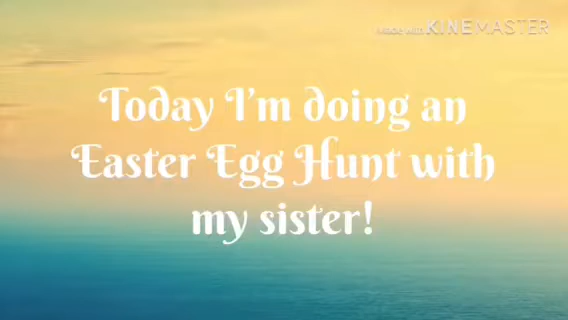 Made with KINEMASTER
Today I'm doing an
Easter Egg Hunt with
my sister!